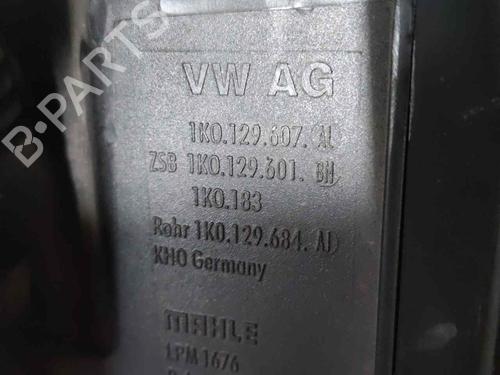 B-PARTS
VW AG
1K0.129.607. AL
ZSB 1K0.129.601. BH
1K0.183
Rohr 1K0.129.684. AD
KHO Germany
MAHLE
LPM 1676